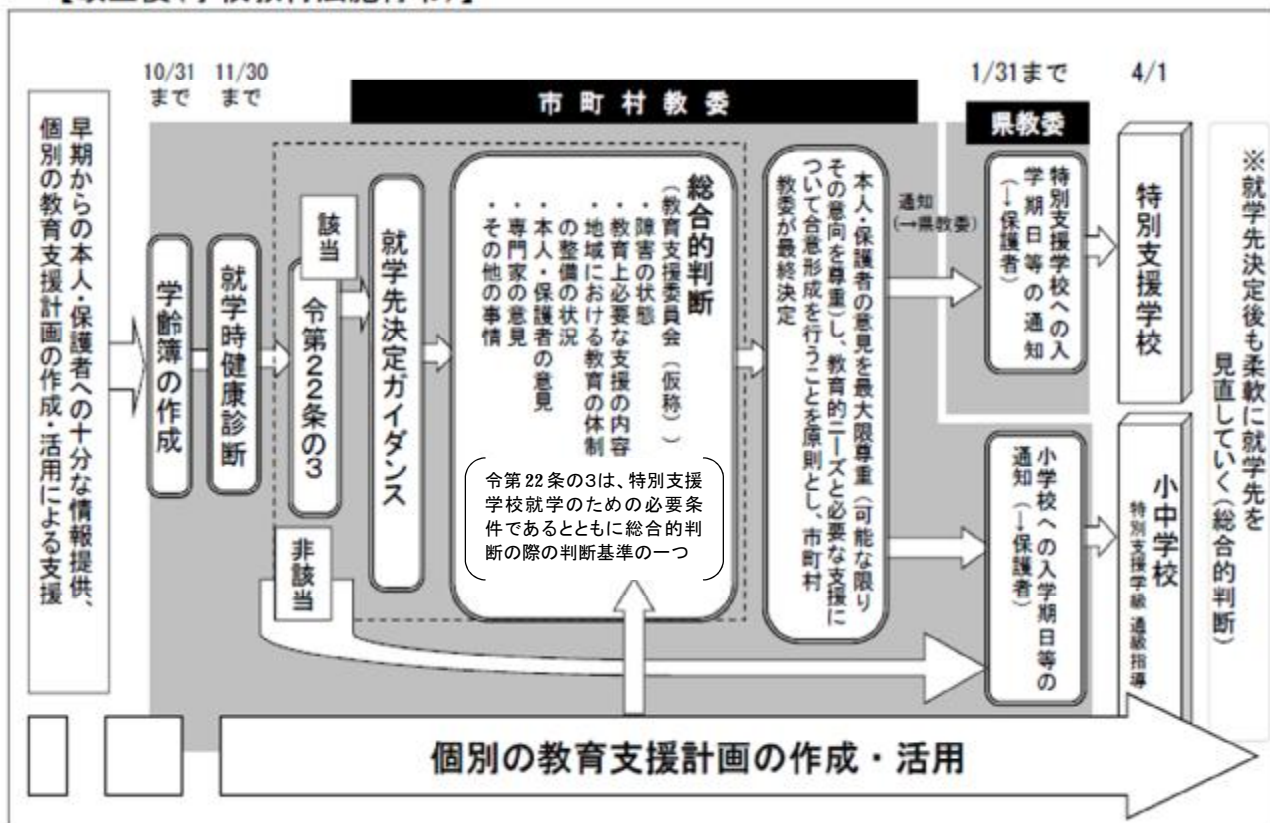 10/31
まで
11/30
まで
市町村教委
1/31まで
4/1
県教委
早期からの本人・保護者への十分な情報提供、
個別の教育支援計画の作成・活用による支援
学齢簿の作成
就学時健康診断
該当
令第22条の3
非該当
就学先決定ガイダンス
総合的判断
(教育支援委員会(仮称))
・障害の状態
・教育上必要な支援の内容
・地域における教育の体制
の整備の状況
・本人・保護者の意見
・専門家の意見
・その他の事情
令第22条の3は、特別支援
学校就学のための必要条
件であるとともに総合的判
断の際の判断基準の一つ
本人・保護者の意見を最大限尊重(可能な限り
その意向を尊重)し、教育的ニーズと必要な支援に
ついて合意形成を行うことを原則とし、市町村
教委が最終決定
通知
(→県教委)
特別支援学校への入
学期日等の通知
(→保護者)
小学校への入学期日等の
通知(→保護者)
特別支援学校
小中学校
特別支援学級 通級指導
※就学先決定後も柔軟に就学先を
見直していく(総合的判断)
個別の教育支援計画の作成・活用